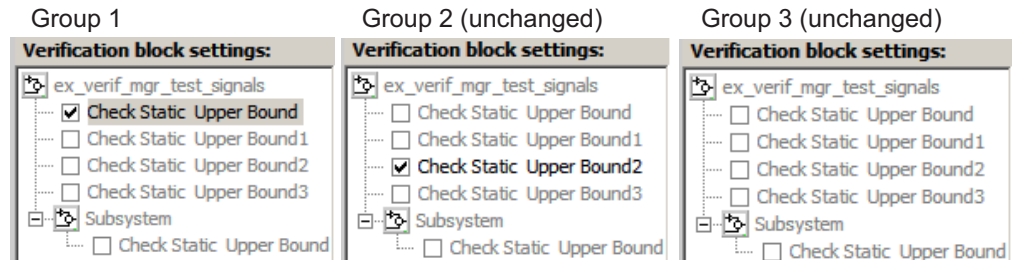 Group 1
Verification block settings:
ex_verif_mgr_test_signals
Check Static Upper Bound
Check Static Upper Bound1
Check Static Upper Bound2
Check Static Upper Bound3
Subsystem
Check Static Upper Bound
Group 2 (unchanged)
Verification block settings:
ex_verif_mgr_test_signals
Check Static Upper Bound
Check Static Upper Bound1
Check Static Upper Bound2
Check Static Upper Bound3
Subsystem
Check Static Upper Bound
Group 3 (unchanged)
Verification block settings:
ex_verif_mgr_test_signals
Check Static Upper Bound
Check Static Upper Bound1
Check Static Upper Bound2
Check Static Upper Bound3
Subsystem
Check Static Upper Bound